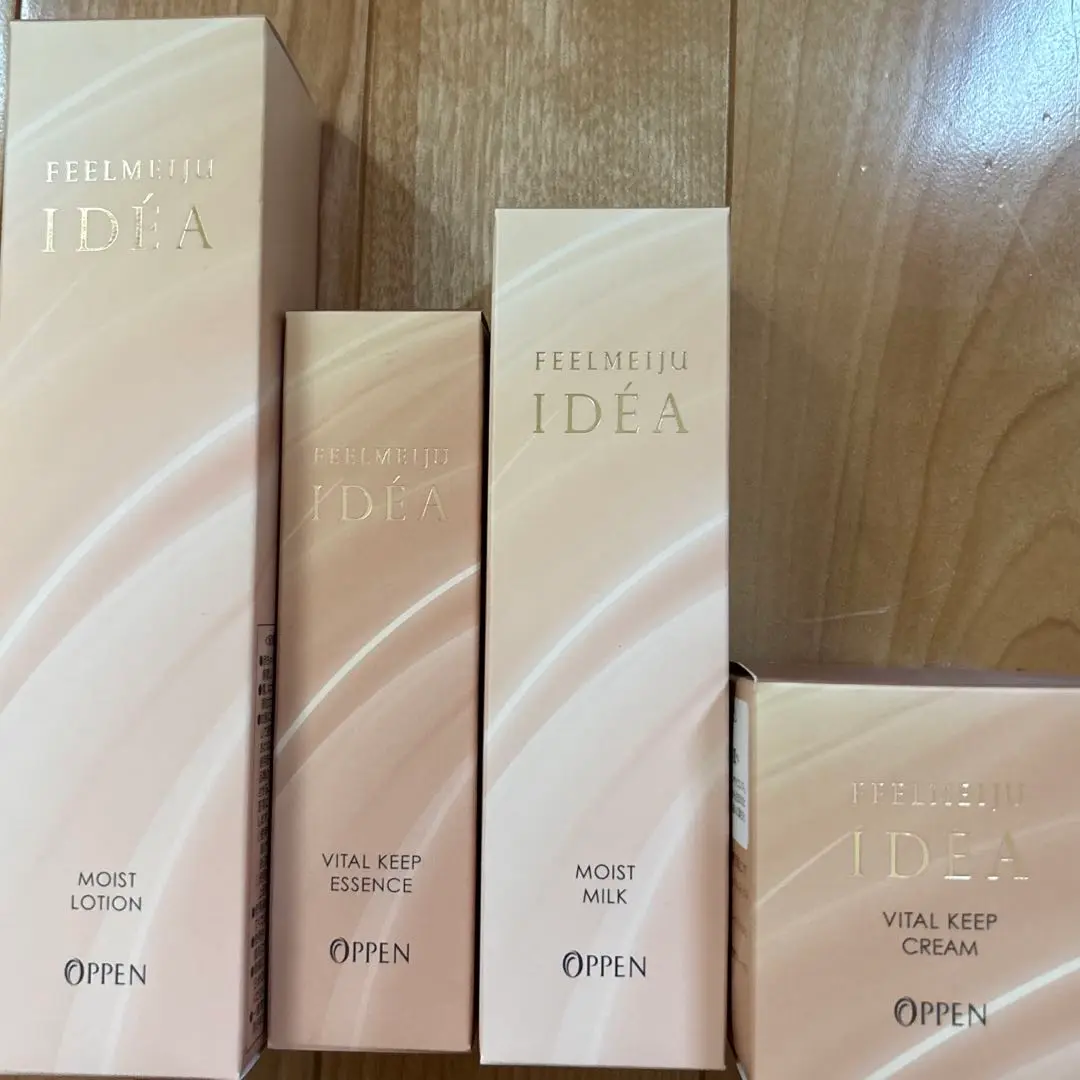 FEELMEIJU
IDÉA
MOIST
LOTION
OPPEN
FEELMEIJU
IDÉA
VITAL KEEP
ESSENCE
OPPEN
FEELMEIJU
IDÉA
MOIST
MILK
OPPEN
FEELMEIJU
IDÉA
VITAL KEEP
CREAM
OPPEN